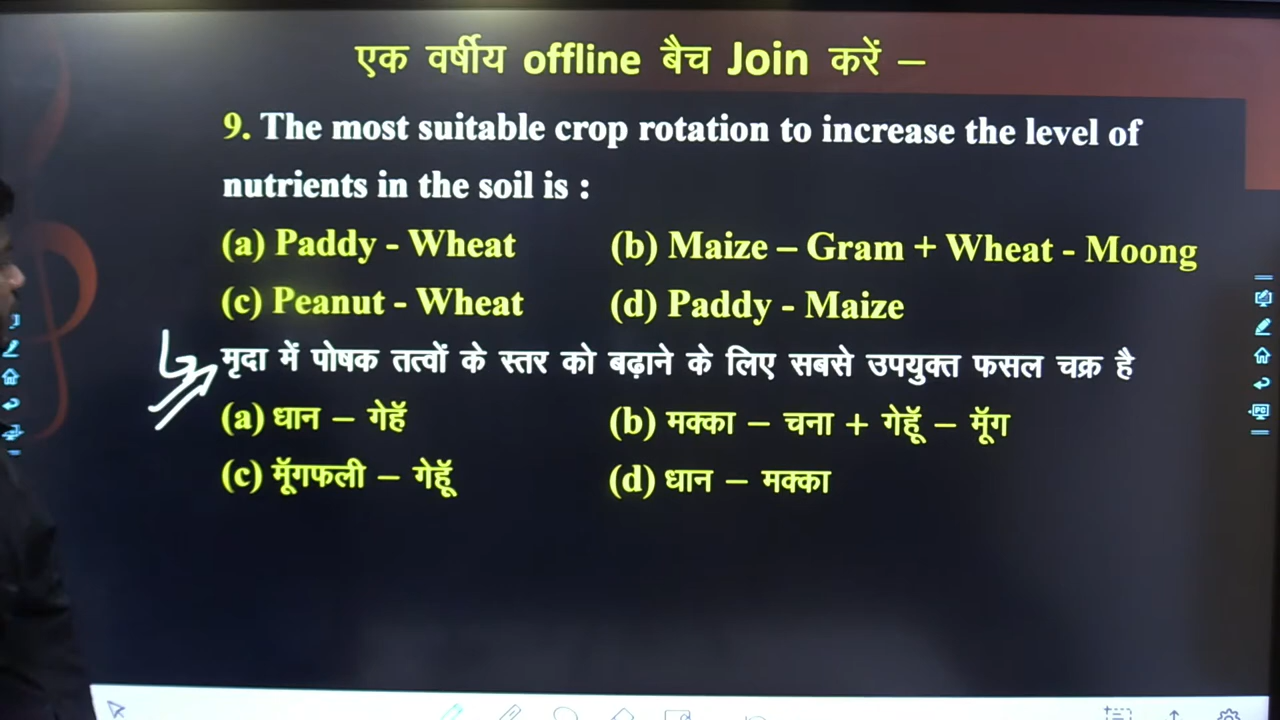 एक वर्षीय offline बैच Join करें –
9. The most suitable crop rotation to increase the level of
nutrients in the soil is :
(a) Paddy - Wheat (b) Maize – Gram + Wheat - Moong
(c) Peanut - Wheat (d) Paddy - Maize
मृदा में पोषक तत्वों के स्तर को बढ़ाने के लिए सबसे उपयुक्त फसल चक्र है
(a) धान – गेहॅ (b) मक्का – चना + गेहूॅ – मूॅग
(c) मूॅगफली – गेहूॅ (d) धान – मक्का